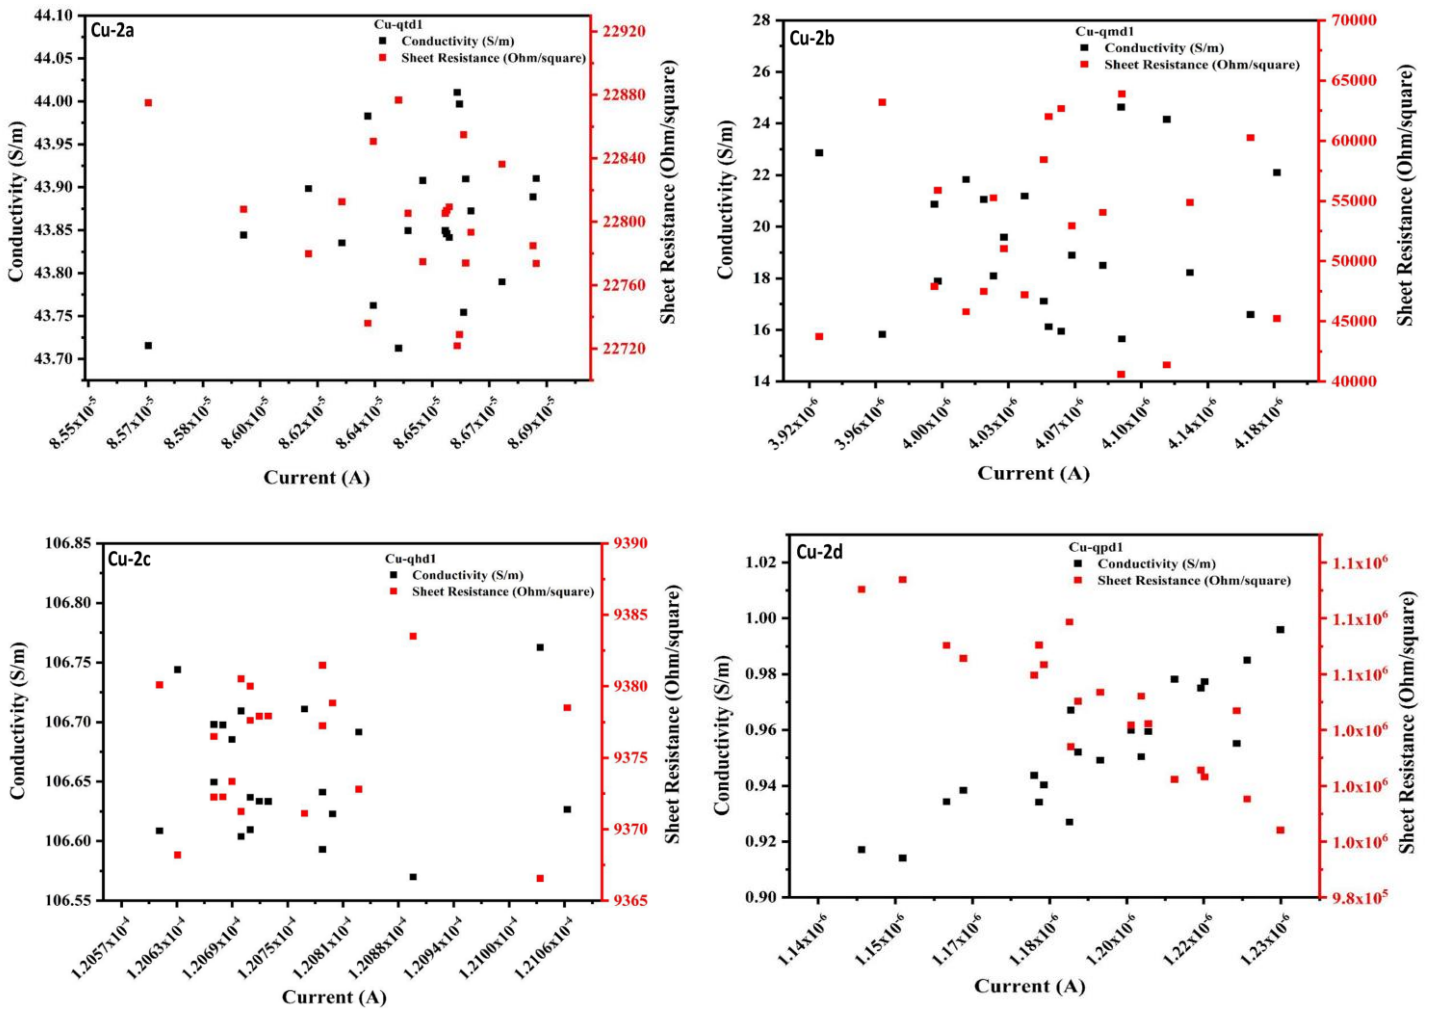 Cu-2a
Cu-qtd1
Conductivity (S/m)
Sheet Resistance (Ohm/square)
44.10
44.05
44.00
43.95
43.90
43.85
43.80
43.75
43.70
Conductivity (S/m)
22920
22880
22840
22800
22760
22720
Sheet Resistance (Ohm/square)
8.55x10-5
8.57x10-5
8.58x10-5
8.60x10-5
8.62x10-5
8.64x10-5
8.65x10-5
8.67x10-5
8.69x10-5
Current (A)
Cu-2b
Cu-qmd1
Conductivity (S/m)
Sheet Resistance (Ohm/square)
28
26
24
22
20
18
16
14
Conductivity (S/m)
70000
65000
60000
55000
50000
45000
40000
Sheet Resistance (Ohm/square)
3.92x10-6
3.96x10-6
4.00x10-6
4.03x10-6
4.07x10-6
4.10x10-6
4.14x10-6
4.18x10-6
Current (A)
Cu-2c
Cu-qhd1
Conductivity (S/m)
Sheet Resistance (Ohm/square)
106.85
106.80
106.75
106.70
106.65
106.60
106.55
Conductivity (S/m)
9390
9385
9380
9375
9370
9365
Sheet Resistance (Ohm/square)
1.2057x10-4
1.2063x10-4
1.2069x10-4
1.2075x10-4
1.2081x10-4
1.2088x10-4
1.2094x10-4
1.2100x10-4
1.2106x10-4
Current (A)
Cu-2d
Cu-qpd1
Conductivity (S/m)
Sheet Resistance (Ohm/square)
1.02
1.00
0.98
0.96
0.94
0.92
0.90
Conductivity (S/m)
1.1x106
1.1x106
1.1x106
1.0x106
1.0x106
1.0x106
9.8x105
Sheet Resistance (Ohm/square)
1.14x10-6
1.15x10-6
1.17x10-6
1.18x10-6
1.20x10-6
1.22x10-6
1.23x10-6
Current (A)